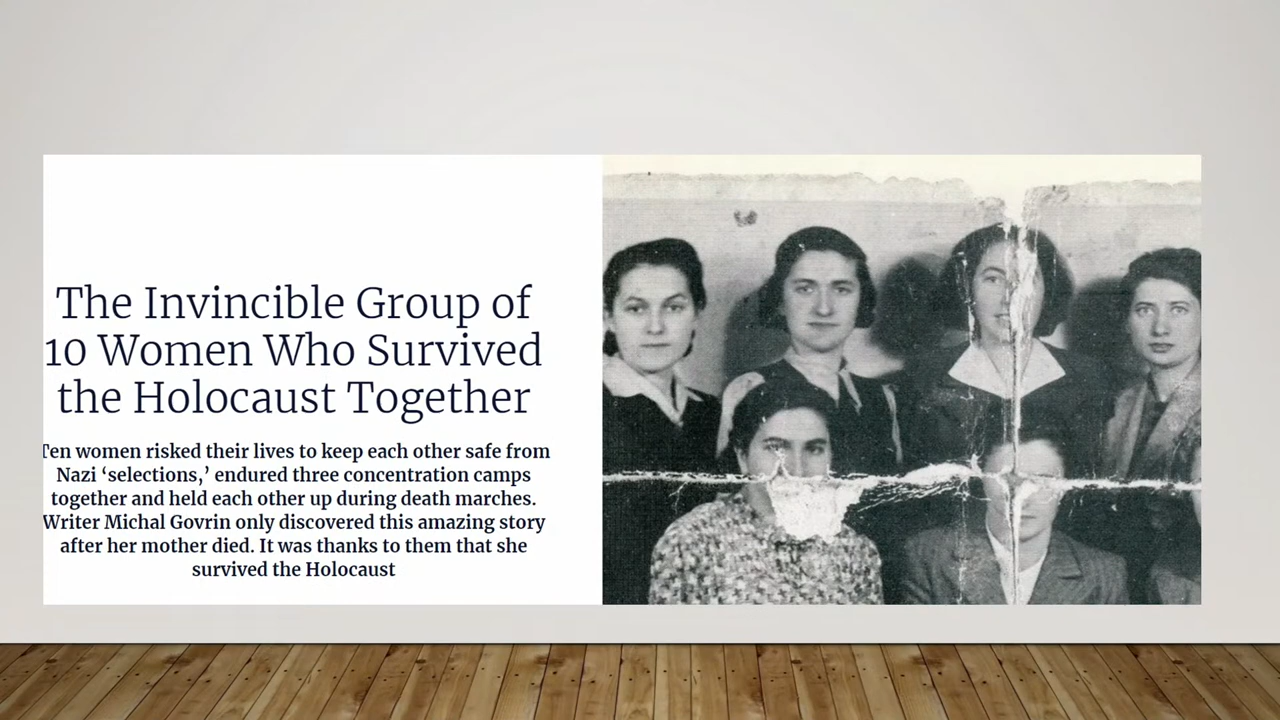 The Invincible Group of
10 Women Who Survived
the Holocaust Together
Ten women risked their lives to keep each other safe from
Nazi ‘selections,’ endured three concentration camps
together and held each other up during death marches.
Writer Michal Govrin only discovered this amazing story
after her mother died. It was thanks to them that she
survived the Holocaust